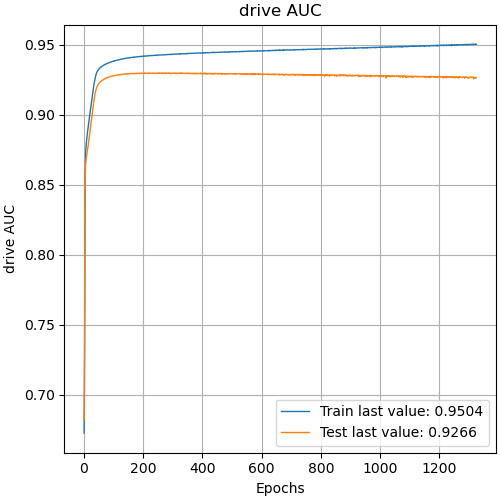 drive AUC
0.95
0.90
0.85
0.80
0.75
0.70
drive AUC
Train last value: 0.9504
Test last value: 0.9266
0 200 400 600 800 1000 1200
Epochs